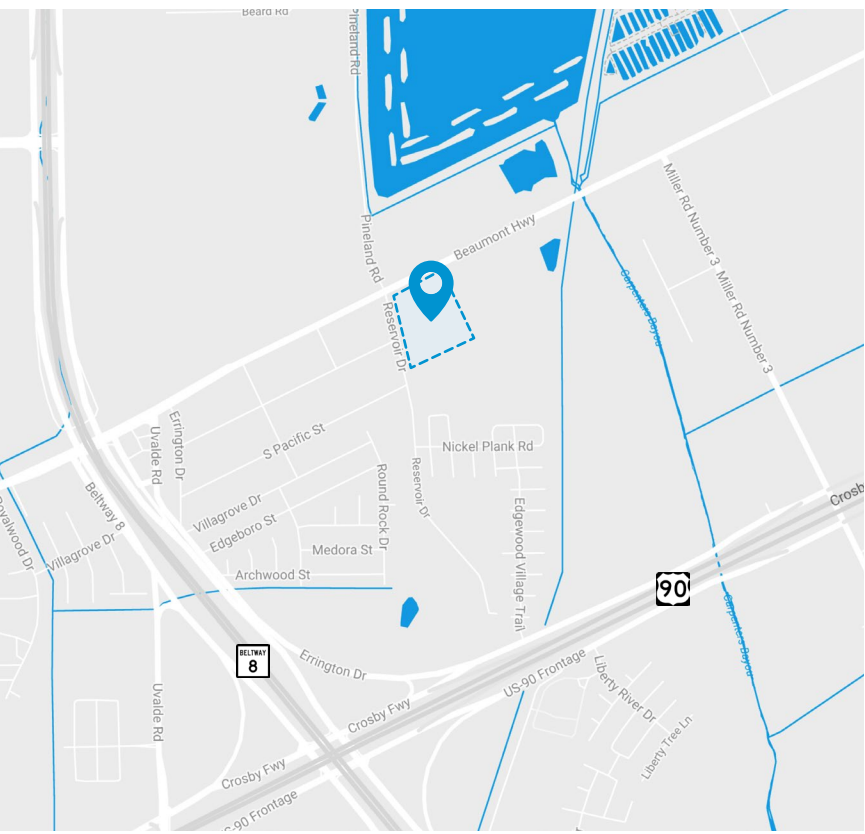 Beard Rd
Pineland Rd
Miller Rd Number 3
Beaumont Hwy
Pineland Rd
Carpenters Bayou
Miller Rd Number 3
Reservoir Dr
Errington Dr
Uvalde Rd
S Pacific St
Nickel Plank Rd
Round Rock Dr
Reservoir Dr
Beltway 8
Villagrove Dr
Edgeboro St
Edgewood Village Trail
Villagrove Dr
Medora St
Archwood St
90
Carpenters Bayou
BELTWAY
8
Errington Dr
US-90 Frontage
Liberty River Dr
Uvalde Rd
Crosby Fwy
Liberty Tree Ln
Crosby Fwy